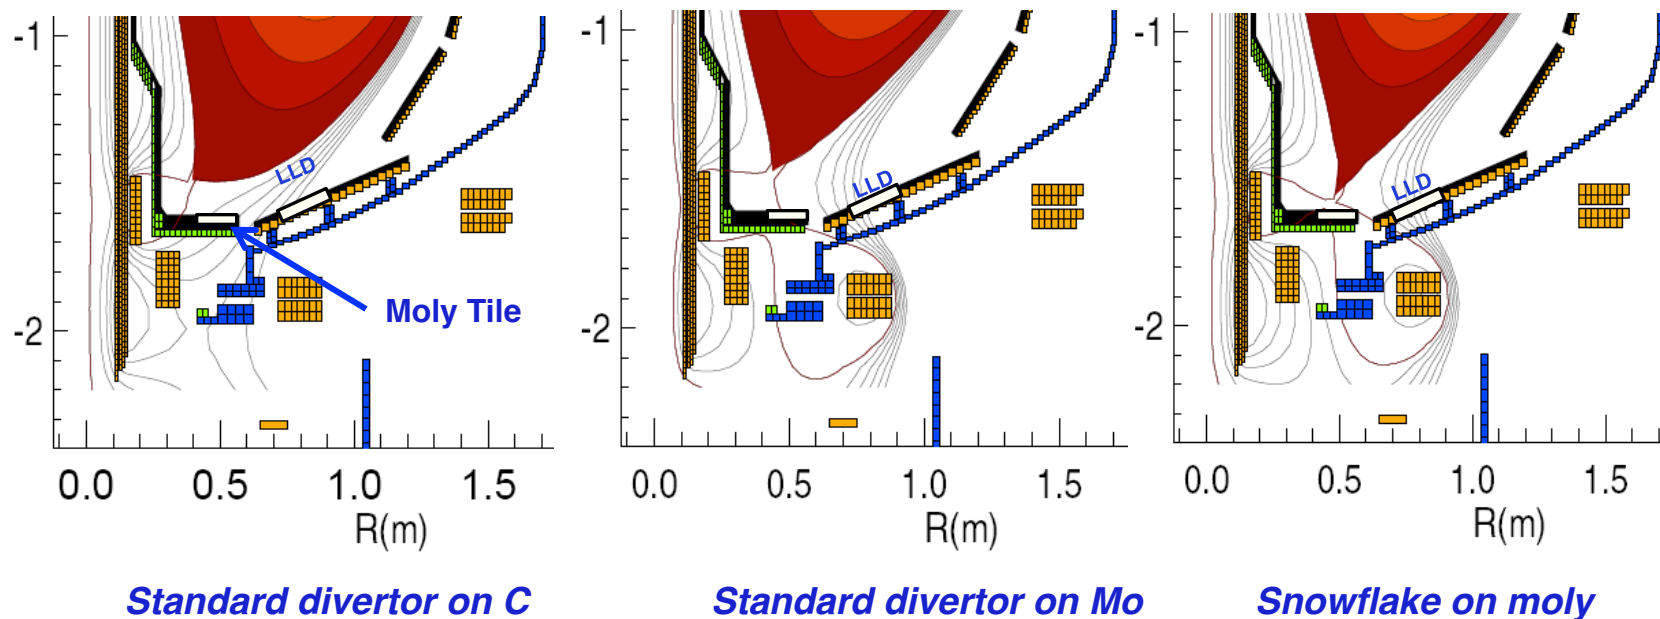 -1
-1
-1
LLD
LLD
LLD
Moly Tile
-2
-2
-2
0.0 0.5 1.0 1.5
0.0 0.5 1.0 1.5
0.0 0.5 1.0 1.5
R(m)
R(m)
R(m)
Standard divertor on C
Standard divertor on Mo
Snowflake on moly